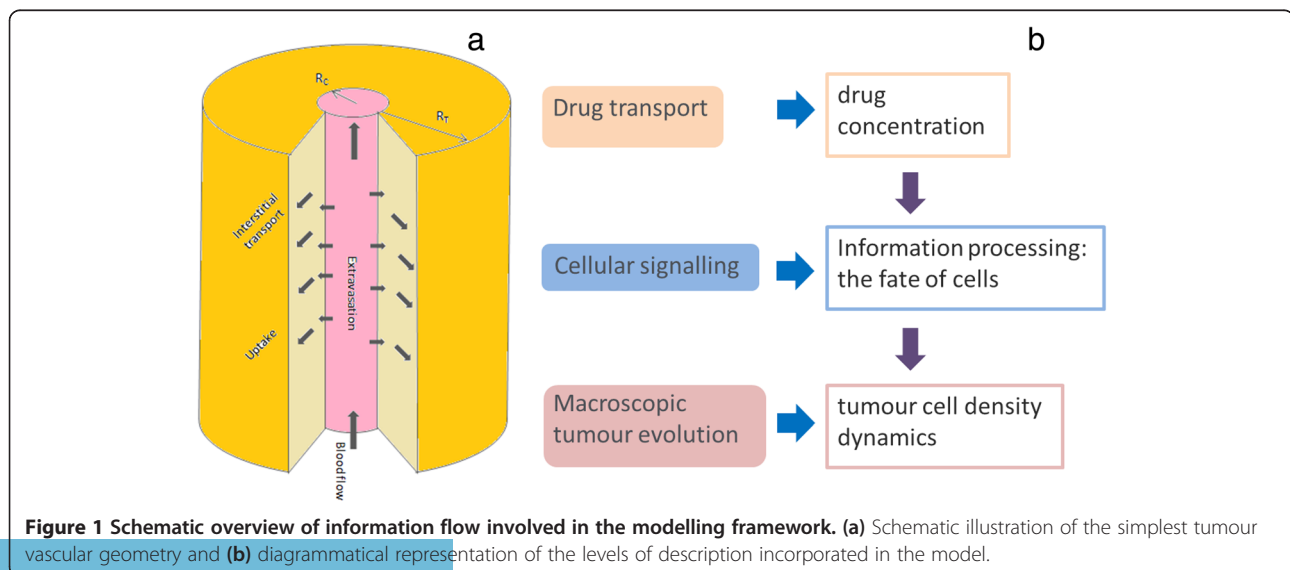 a
b
R_C
R_T
Interstitial
transport
Extravasation
Uptake
Bloodflow
Drug transport
drug
concentration
Cellular signalling
Information processing:
the fate of cells
Macroscopic
tumour evolution
tumour cell density
dynamics
Figure 1 Schematic overview of information flow involved in the modelling framework. (a) Schematic illustration of the simplest tumour
vascular geometry and (b) diagrammatical representation of the levels of description incorporated in the model.